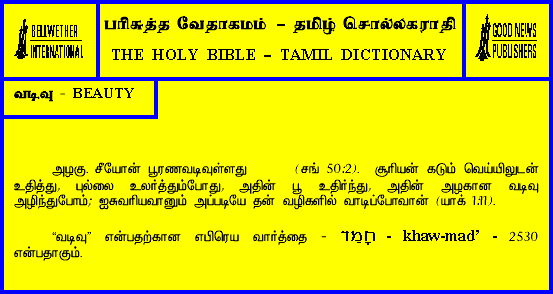 BELLWETHER
INTERNATIONAL
பரிசுத்த வேதாகமம் - தமிழ் சொல்லகராதி
THE HOLY BIBLE – TAMIL DICTIONARY
GOOD NEWS
PUBLISHERS
வடிவு - BEAUTY
அழகு. சீயோன் பூரணவடிவுள்ளது (சங் 50:2). சூரியன் கடும் வெய்யிலுடன்
உதித்து, புல்லை உலர்த்தும்போது, அதின் பூ உதிர்ந்து, அதின் அழகான வடிவு
அழிந்துபோம்; ஐசுவரியவானும் அப்படியே தன் வழிகளில் வாடிப்போவான் (யாக் 1:11).
“வடிவு” என்பதற்கான எபிரெய வார்த்தை - חָמַד - khaw-mad’ - 2530
என்பதாகும்.